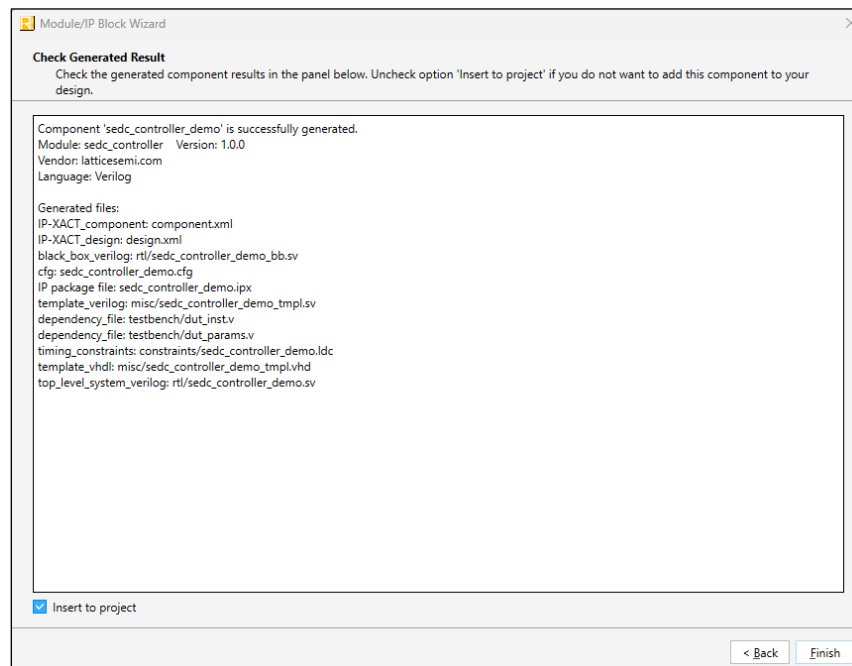 Module/IP Block Wizard
Check Generated Result
Check the generated component results in the panel below. Uncheck option 'Insert to project' if you do not want to add this component to your
design.
Component 'sedc_controller_demo' is successfully generated.
Module: sedc_controller Version: 1.0.0
Vendor: latticesemi.com
Language: Verilog
Generated files:
IP-XACT_component: component.xml
IP-XACT_design: design.xml
black_box_verilog: rtl/sedc_controller_demo_bb.sv
cfg: sedc_controller_demo.cfg
IP package file: sedc_controller_demo.ipx
template_verilog: misc/sedc_controller_demo_tmpl.sv
dependency_file: testbench/dut_inst.v
dependency_file: testbench/dut_params.v
timing_constraints: constraints/sedc_controller_demo.ldc
template_vhdl: misc/sedc_controller_demo_tmpl.vhd
top_level_system_verilog: rtl/sedc_controller_demo.sv
Insert to project
< Back Finish